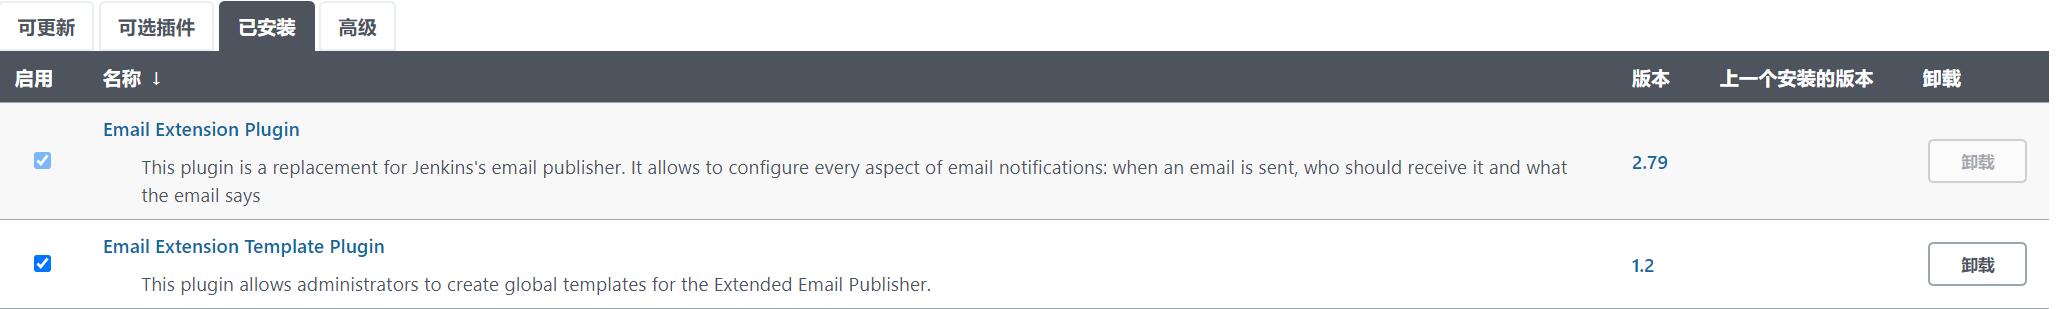 可更新 可选插件 已安装 高级
启用 名称 ↓ 版本 上一个安装的版本 卸载
Email Extension Plugin
This plugin is a replacement for Jenkins's email publisher. It allows to configure every aspect of email notifications: when an email is sent, who should receive it and what
the email says
2.79 卸载
Email Extension Template Plugin
This plugin allows administrators to create global templates for the Extended Email Publisher.
1.2 卸载